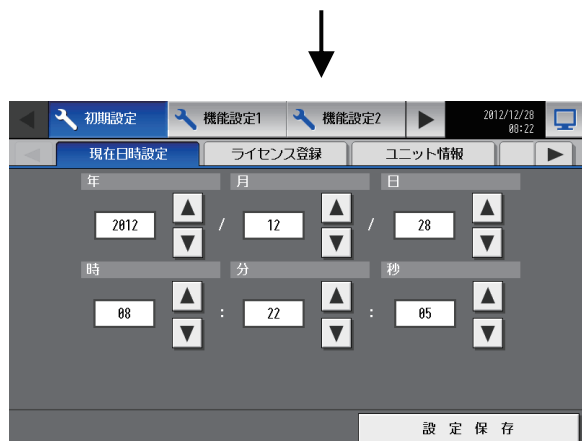 初期設定 機能設定1 機能設定2 2012/12/28
08:22
現在日時設定 ライセンス登録 ユニット情報
年 月 日
2012 / 12 / 28
時 分 秒
08 : 22 : 05
設 定 保 存